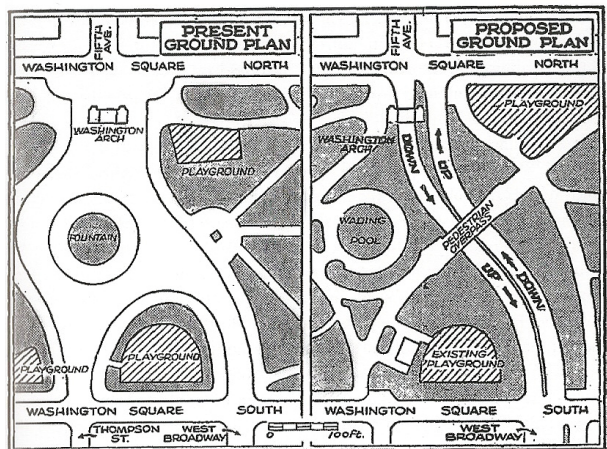 PRESENT
GROUND PLAN
FIFTH
AVE.
WASHINGTON SQUARE NORTH
WASHINGTON
ARCH
PLAYGROUND
FOUNTAIN
PLAYGROUND
PLAYGROUND
WASHINGTON SQUARE SOUTH
THOMPSON
ST.
WEST
BROADWAY
0 100Ft.
PROPOSED
GROUND PLAN
FIFTH
AVE.
WASHINGTON SQUARE NORTH
PLAYGROUND
WASHINGTON
ARCH
DOWN
UP
WADING
POOL
PEDESTRIAN
OVERPASS
UP
DOWN
EXISTING
PLAYGROUND
WASHINGTON SQUARE SOUTH
WEST
BROADWAY